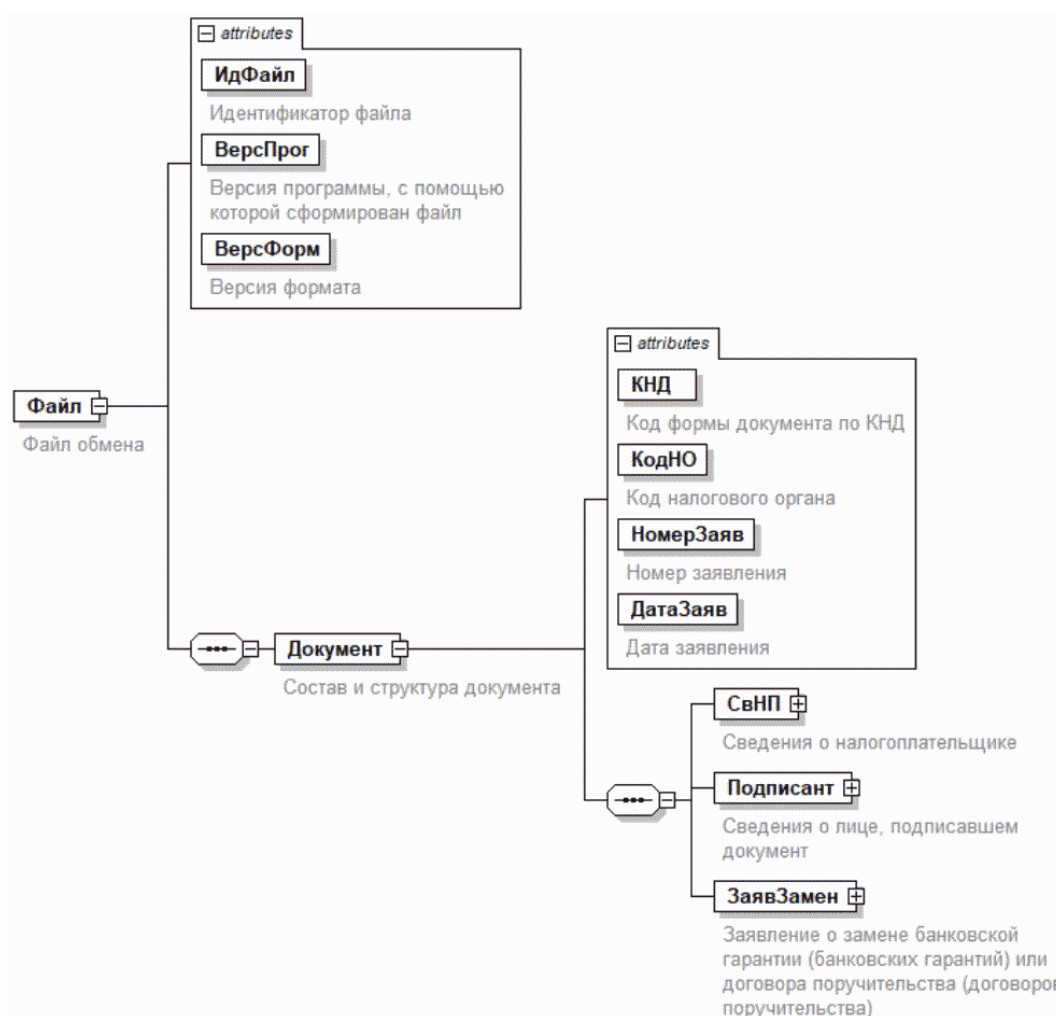 attributes
ИдФайл
Идентификатор файла
ВерсПрог
Версия программы, с помощью
которой сформирован файл
ВерсФорм
Версия формата
Файл
Файл обмена
attributes
КНД
Код формы документа по КНД
КодНО
Код налогового органа
НомерЗаяв
Номер заявления
ДатаЗаяв
Дата заявления
Документ
Состав и структура документа
СвНП
Сведения о налогоплательщике
Подписант
Сведения о лице, подписавшем
документ
ЗаявЗамен
Заявление о замене банковской
гарантии (банковских гарантий) или
договора поручительства (договоров
поручительства)